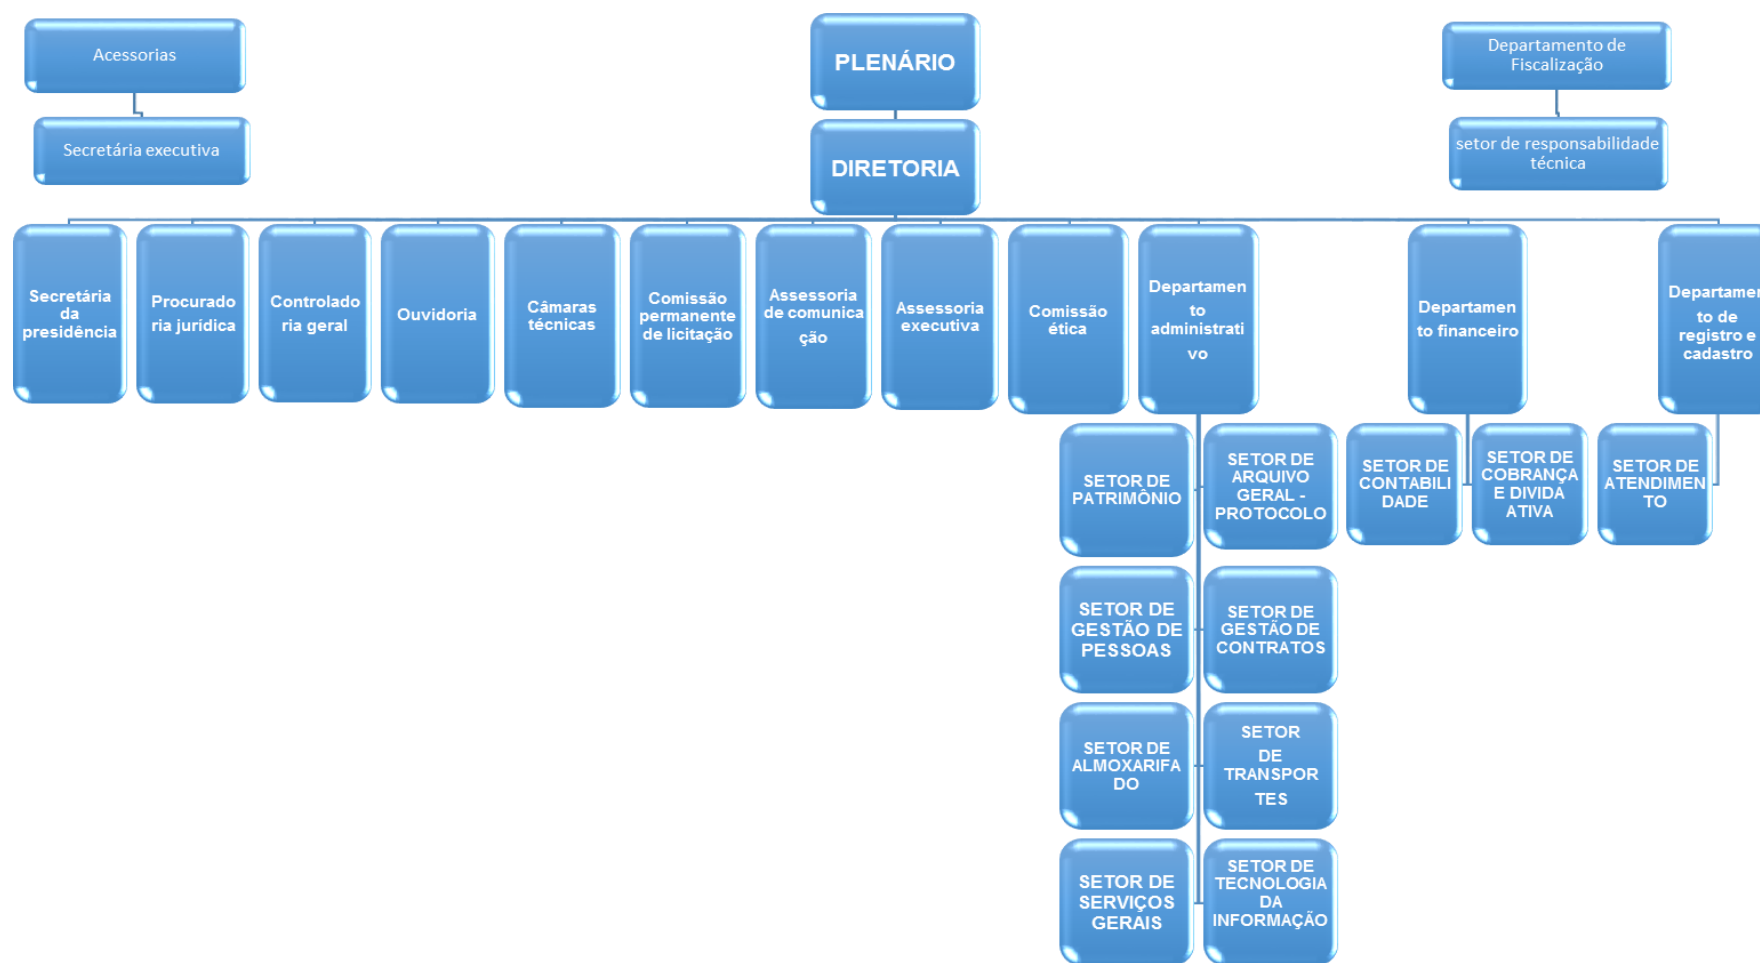 Acessorias
Secretária executiva
PLENÁRIO
DIRETORIA
Departamento de
Fiscalização
setor de responsabilidade
técnica
Secretária
da
presidência
Procurado
ria jurídica
Controlado
ria geral
Ouvidoria
Câmaras
técnicas
Comissão
permanente
de licitação
Assessoria
de comunica
ção
Assessoria
executiva
Comissão
ética
Departamen
to
administrati
vo
Departamen
to financeiro
Departamen
to de
registro e
cadastro
SETOR DE
PATRIMÔNIO
SETOR DE
ARQUIVO
GERAL -
PROTOCOLO
SETOR DE
CONTABILI
DADE
SETOR DE
COBRANÇA
E DIVIDA
ATIVA
SETOR DE
ATENDIMEN
TO
SETOR DE
GESTÃO DE
PESSOAS
SETOR DE
GESTÃO DE
CONTRATOS
SETOR DE
ALMOXARIFA
DO
SETOR
DE
TRANSPOR
TES
SETOR DE
SERVIÇOS
GERAIS
SETOR DE
TECNOLOGIA
DA
INFORMAÇÃO